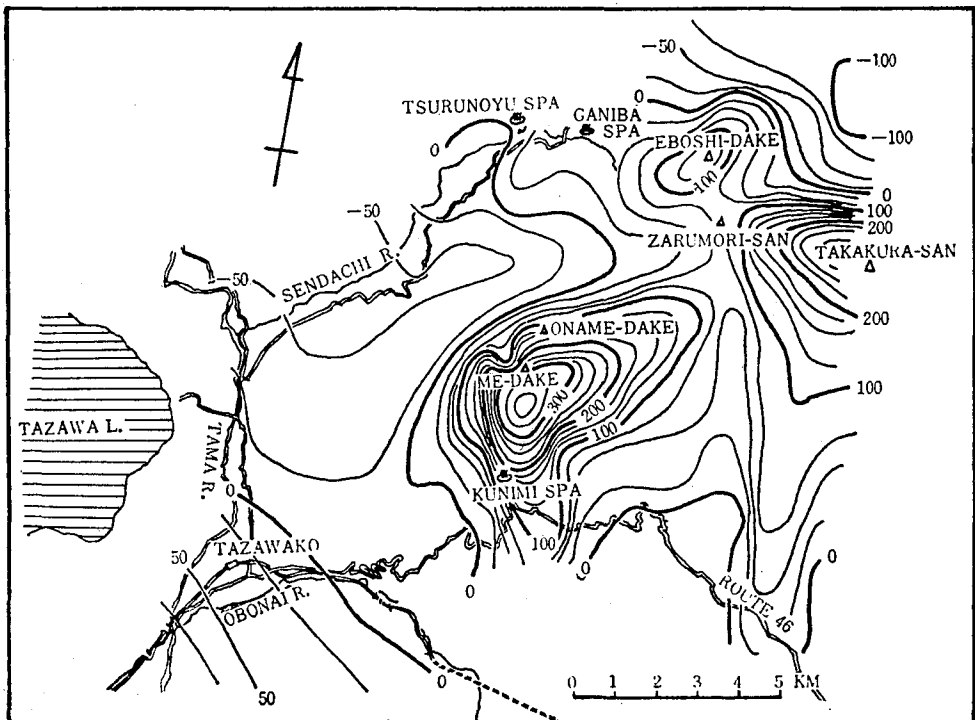 -50
-100
TSURUNOYU SPA
0
GANIBA
SPA
-100
0
EBOSHI-DAKE
-100
0
-50
100
200
ZARUMORI-SAN
TAKAKURA-SAN
SENDACHI R.
-50
200
ONAME-DAKE
ME-DAKE
300
200
100
100
TAZAWA L.
TAMA R.
KUNIMI SPA
0
100
TAZAWAKO
50
0
0
0
OBONAI R.
ROUTE 46
50
0
0 1 2 3 4 5 KM